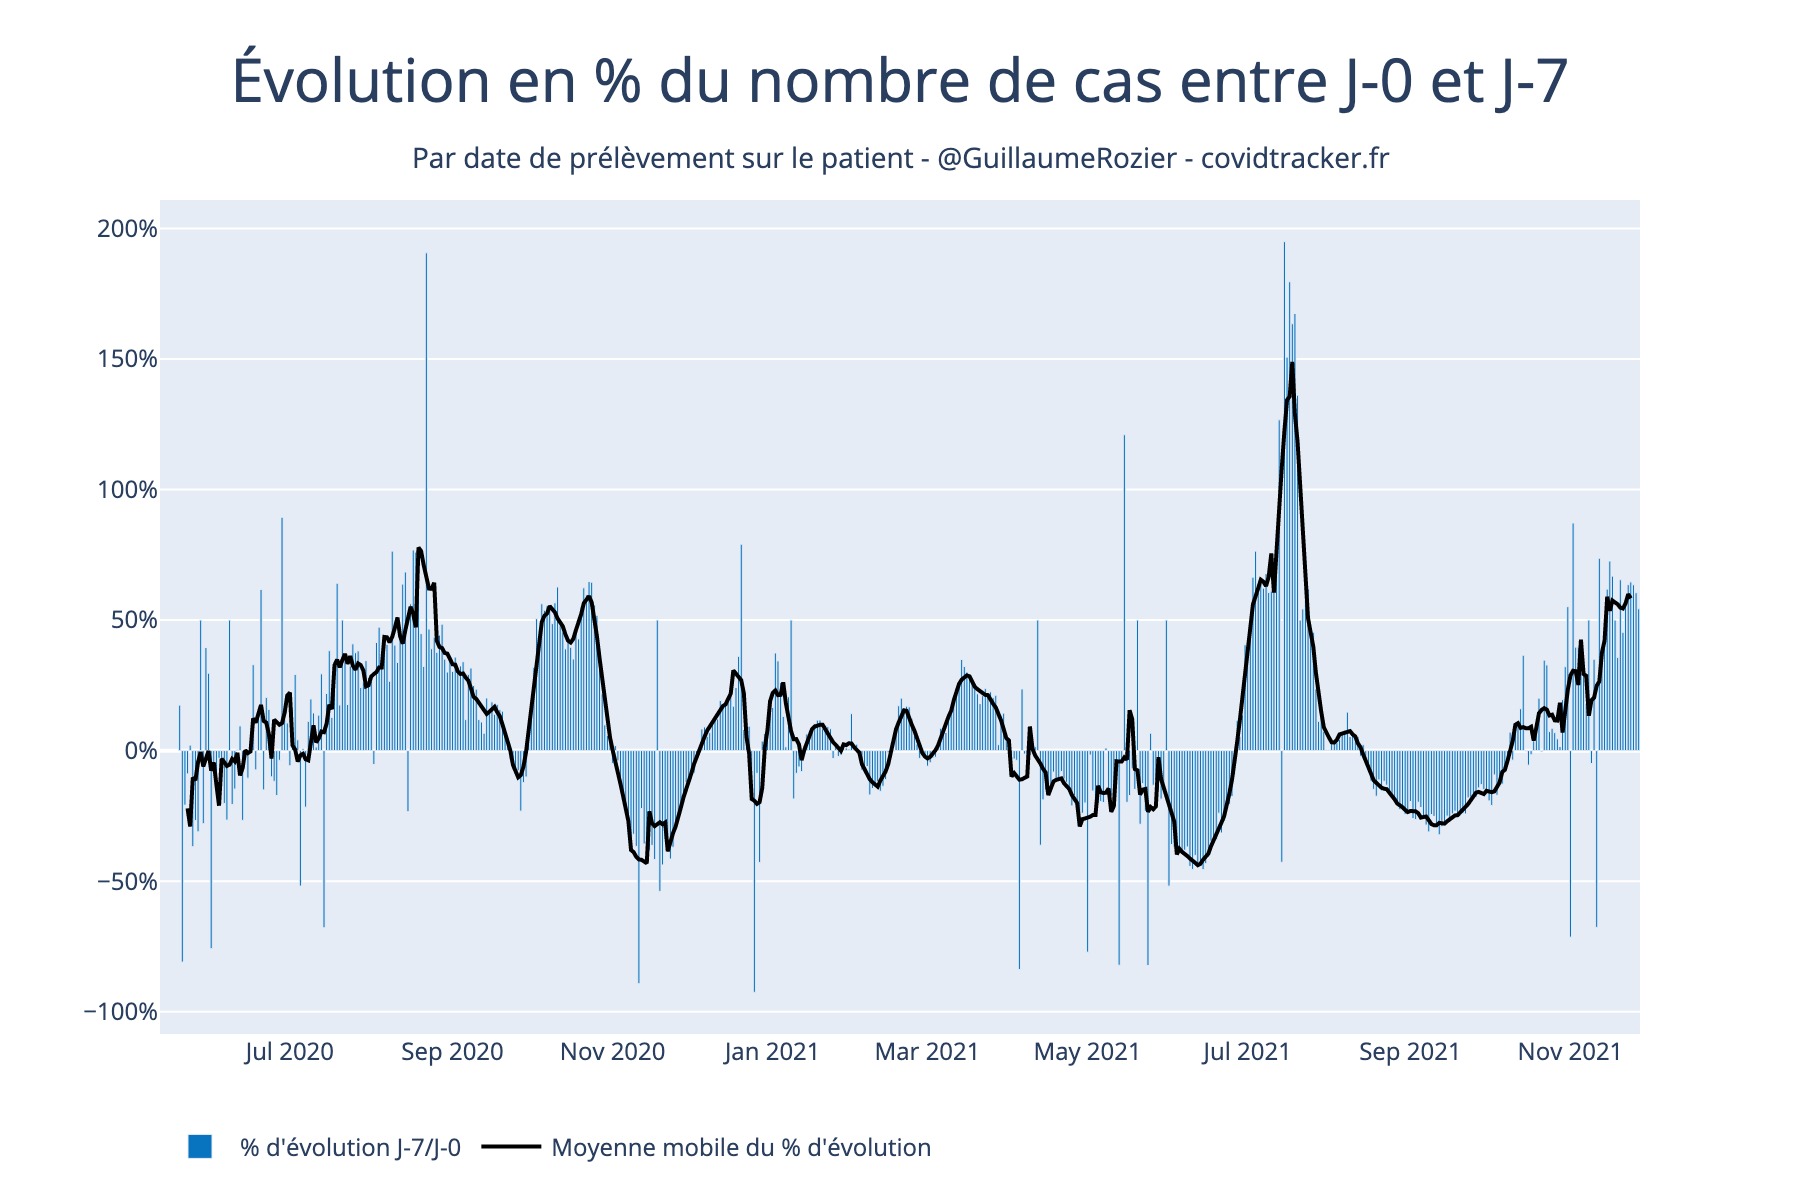 Évolution en % du nombre de cas entre J-0 et J-7
Par date de prélèvement sur le patient - @GuillaumeRozier - covidtracker.fr
200%
150%
100%
50%
0%
−50%
−100%
Jul 2020 Sep 2020 Nov 2020 Jan 2021 Mar 2021 May 2021 Jul 2021 Sep 2021 Nov 2021
% d'évolution J-7/J-0 Moyenne mobile du % d'évolution